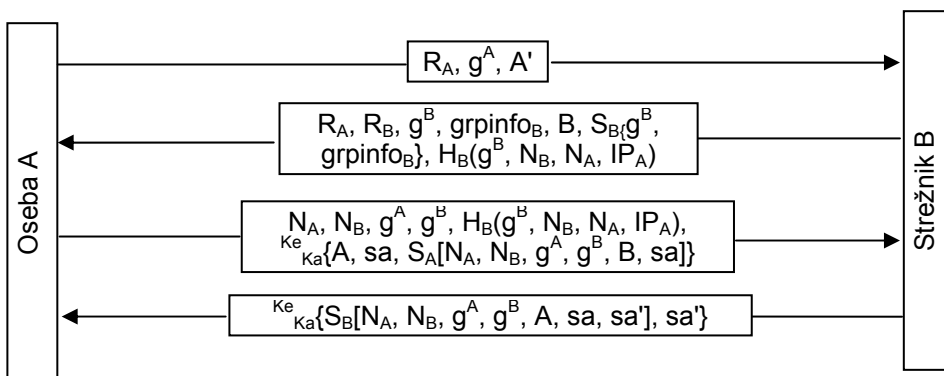 Oseba A
R_A, g^A, A'
R_A, R_B, g^B, grpinfo_B, B, S_B{g^B,
grpinfo_B}, H_B(g^B, N_B, N_A, IP_A)
N_A, N_B, g^A, g^B, H_B(g^B, N_B, N_A, IP_A),
^Ke_Ka{A, sa, S_A[N_A, N_B, g^A, g^B, B, sa]}
^Ke_Ka{S_B[N_A, N_B, g^A, g^B, A, sa, sa'], sa'}
Strežnik B